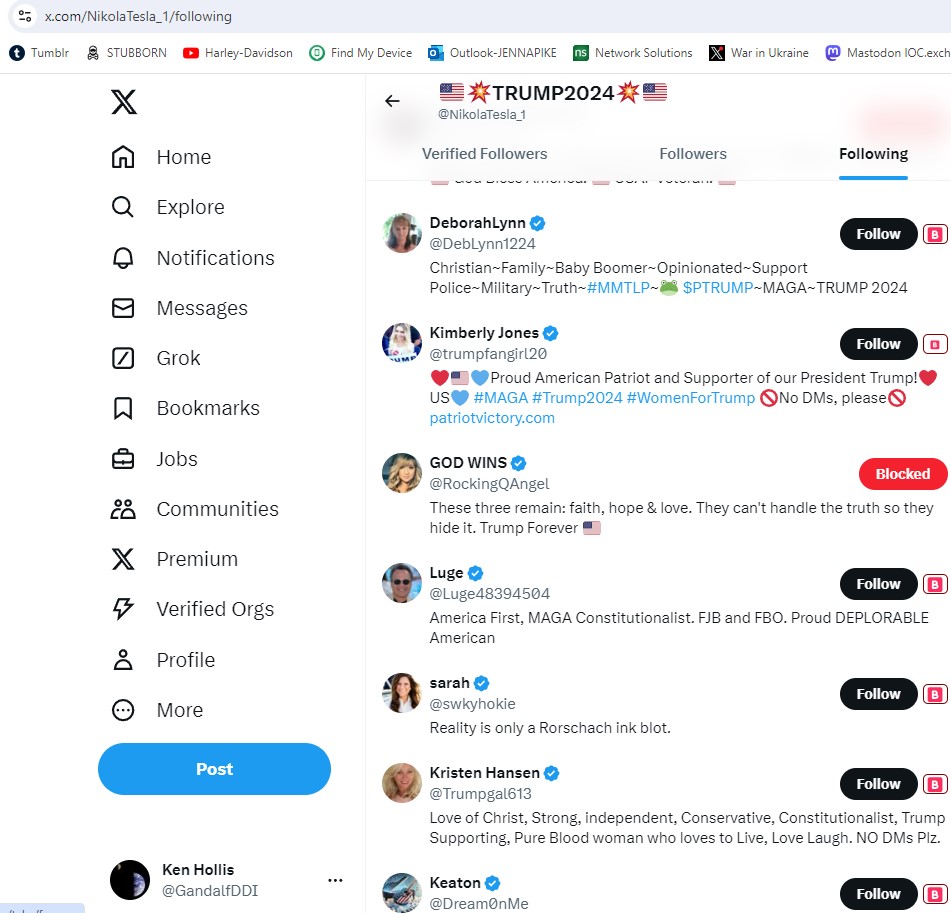 x.com/NikolaTesla_1/following
Tumblr STUBBORN Harley-Davidson Find My Device Outlook-JENNAPIKE ns Network Solutions War in Ukraine Mastodon IOC.exch
🇺🇸💥TRUMP2024💥🇺🇸
@NikolaTesla_1
Verified Followers Followers Following
Home
Explore
Notifications
Messages
Grok
Bookmarks
Jobs
Communities
Premium
Verified Orgs
Profile
More
Post
Ken Hollis
@GandalfDDI
🇺🇸 God Bless America. 🇺🇸 USAF Veteran. 🇺🇸
DeborahLynn
@DebLynn1224
Follow B
Christian~Family~Baby Boomer~Opinionated~Support
Police~Military~Truth~#MMTLP~🐸 $PTRUMP~MAGA~TRUMP 2024
Kimberly Jones
@trumpfangirl20
Follow B
❤️🇺🇸💙Proud American Patriot and Supporter of our President Trump!❤️
US💙 #MAGA #Trump2024 #WomenForTrump 🚫No DMs, please🚫
patriotvictory.com
GOD WINS
@RockingQAngel
Blocked
These three remain: faith, hope & love. They can't handle the truth so they
hide it. Trump Forever 🇺🇸
Luge
@Luge48394504
Follow B
America First, MAGA Constitutionalist. FJB and FBO. Proud DEPLORABLE
American
sarah
@swkyhokie
Follow B
Reality is only a Rorschach ink blot.
Kristen Hansen
@Trumpgal613
Follow B
Love of Christ, Strong, independent, Conservative, Constitutionalist, Trump
Supporting, Pure Blood woman who loves to Live, Love Laugh. NO DMs Plz.
Keaton
@Dream0nMe
Follow B